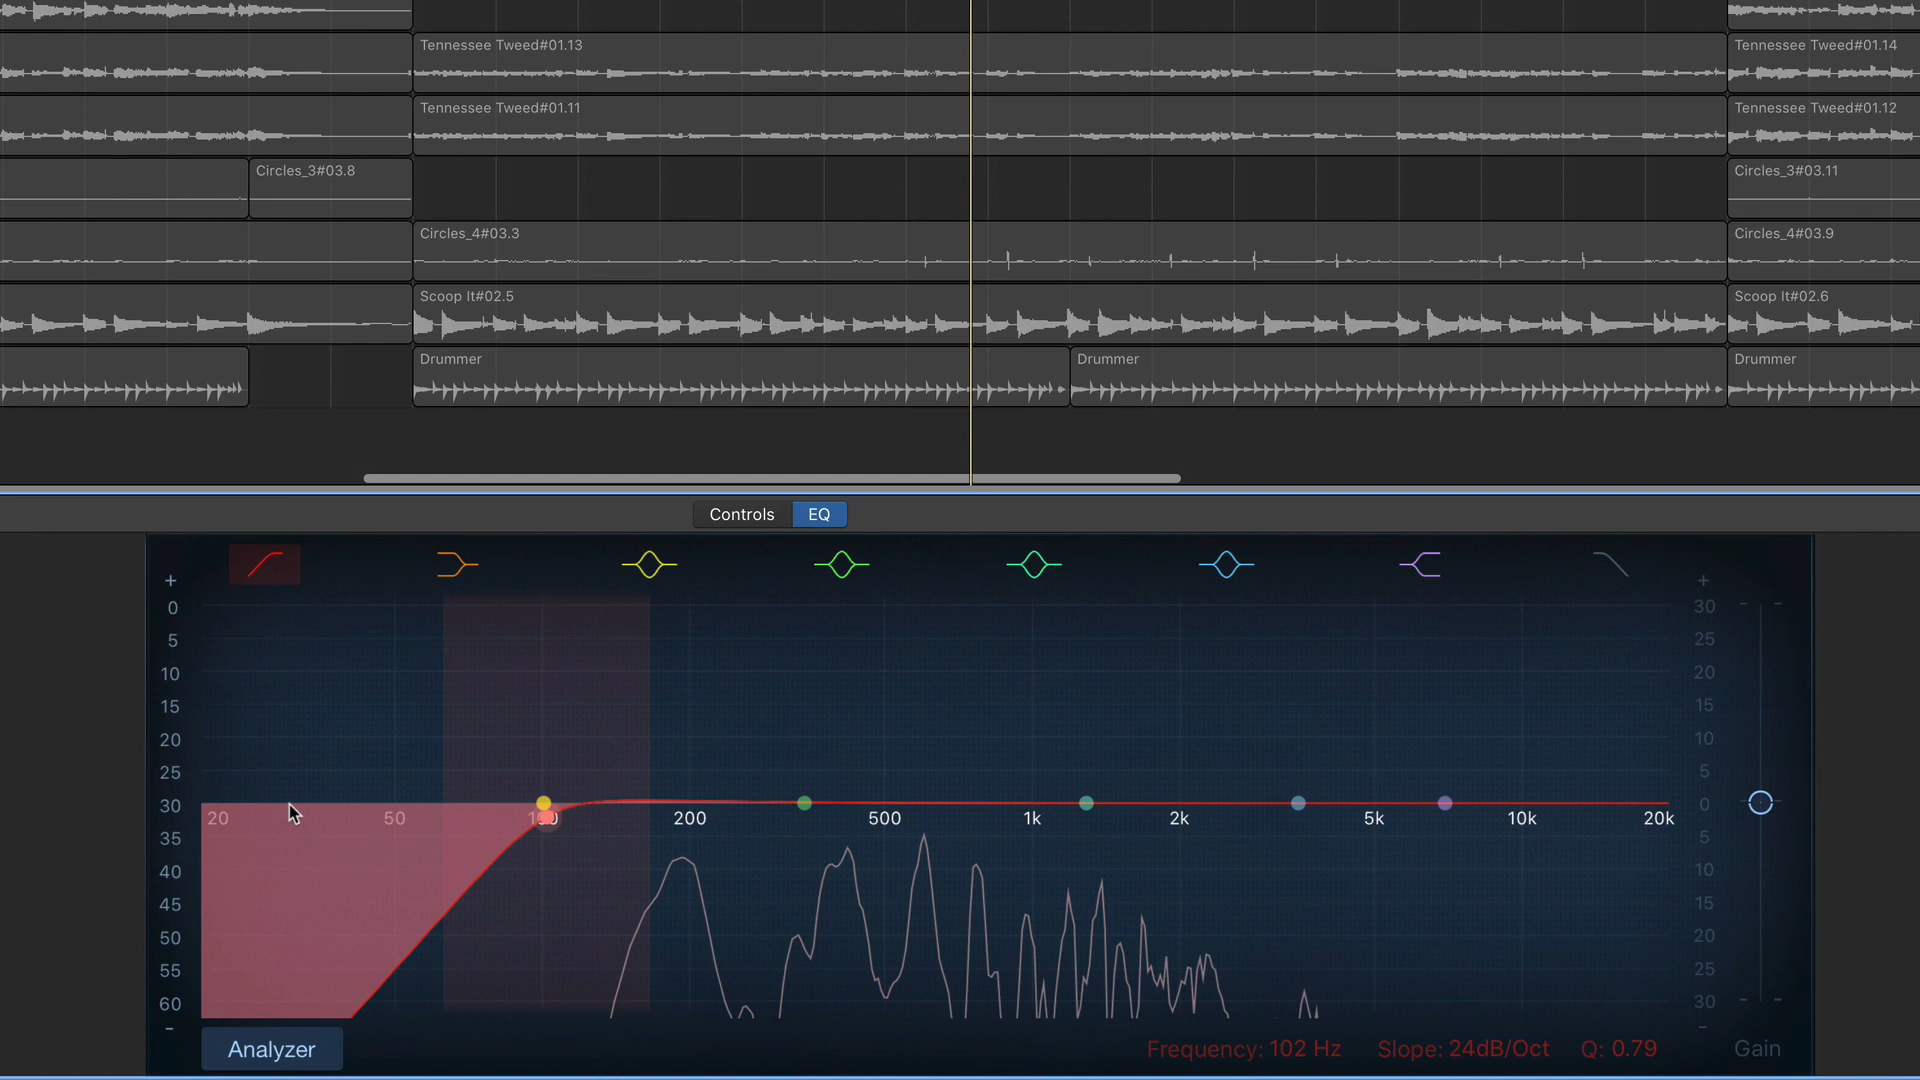 Tennessee Tweed#01.13
Tennessee Tweed#01.14
Tennessee Tweed#01.11
Tennessee Tweed#01.12
Circles_3#03.8
Circles_3#03.11
Circles_4#03.3
Circles_4#03.9
Scoop It#02.5
Scoop It#02.6
Drummer
Drummer
Drummer
Controls
EQ
+
0
5
10
15
20
25
30
35
40
45
50
55
60
-
20
50
100
200
500
1k
2k
5k
10k
20k
+
30
25
20
15
10
5
0
5
10
15
20
25
30
-
Analyzer
Frequency: 102 Hz
Slope: 24dB/Oct
Q: 0.79
Gain